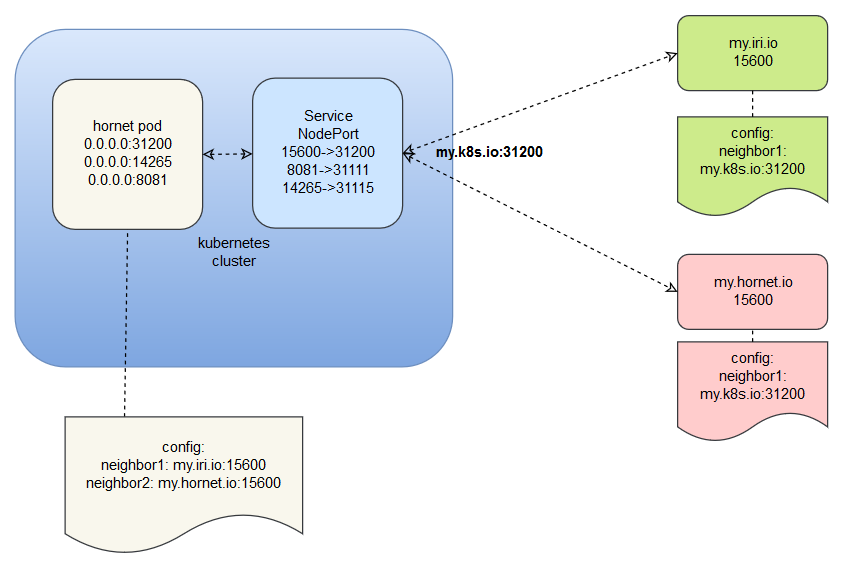 my.iri.io
15600
hornet pod
0.0.0.0:31200
0.0.0.0:14265
0.0.0.0:8081
Service
NodePort
15600->31200
8081->31111
14265->31115
my.k8s.io:31200
config:
neighbor1:
my.k8s.io:31200
kubernetes
cluster
my.hornet.io
15600
config:
neighbor1:
my.k8s.io:31200
config:
neighbor1: my.iri.io:15600
neighbor2: my.hornet.io:15600